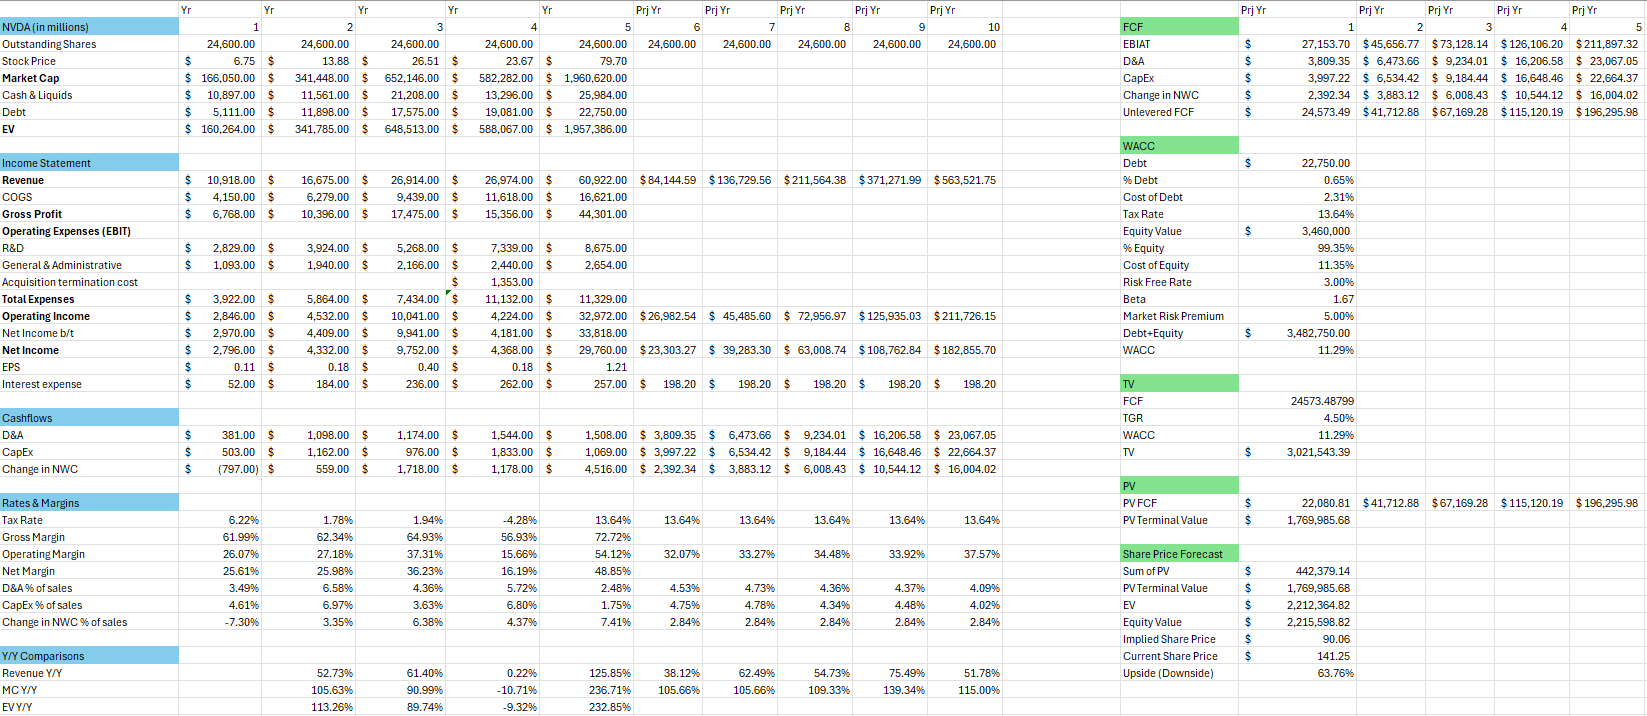 Yr Yr Yr Yr Yr Prj Yr Prj Yr Prj Yr Prj Yr Prj Yr Prj Yr Prj Yr Prj Yr Prj Yr Prj Yr
NVDA (in millions) 1 2 3 4 5 6 7 8 9 10 FCF 1 2 3 4 5
Outstanding Shares 24,600.00 24,600.00 24,600.00 24,600.00 24,600.00 24,600.00 24,600.00 24,600.00 24,600.00 24,600.00 EBIAT $ 27,153.70 $ 45,656.77 $ 73,128.14 $ 126,106.20 $ 211,897.32
Stock Price $ 6.75 $ 13.88 $ 26.51 $ 23.67 $ 79.70 D&A $ 3,809.35 $ 6,473.66 $ 9,234.01 $ 16,206.58 $ 23,067.05
Market Cap $ 166,050.00 $ 341,448.00 $ 652,146.00 $ 582,282.00 $ 1,960,620.00 CapEx $ 3,997.22 $ 6,534.42 $ 9,184.44 $ 16,648.46 $ 22,664.37
Cash & Liquids $ 10,897.00 $ 11,561.00 $ 21,208.00 $ 13,296.00 $ 25,984.00 Change in NWC $ 2,392.34 $ 3,883.12 $ 6,008.43 $ 10,544.12 $ 16,004.02
Debt $ 5,111.00 $ 11,898.00 $ 17,575.00 $ 19,081.00 $ 22,750.00 Unlevered FCF $ 24,573.49 $ 41,712.88 $ 67,169.28 $ 115,120.19 $ 196,295.98
EV $ 160,264.00 $ 341,785.00 $ 648,513.00 $ 588,067.00 $ 1,957,386.00
WACC
Income Statement Debt $ 22,750.00
Revenue $ 10,918.00 $ 16,675.00 $ 26,914.00 $ 26,974.00 $ 60,922.00 $ 84,144.59 $ 136,729.56 $ 211,564.38 $ 371,271.99 $ 563,521.75 % Debt 0.65%
COGS $ 4,150.00 $ 6,279.00 $ 9,439.00 $ 11,618.00 $ 16,621.00 Cost of Debt 2.31%
Gross Profit $ 6,768.00 $ 10,396.00 $ 17,475.00 $ 15,356.00 $ 44,301.00 Tax Rate 13.64%
Operating Expenses (EBIT) Equity Value $ 3,460,000
R&D $ 2,829.00 $ 3,924.00 $ 5,268.00 $ 7,339.00 $ 8,675.00 % Equity 99.35%
General & Administrative $ 1,093.00 $ 1,940.00 $ 2,166.00 $ 2,440.00 $ 2,654.00 Cost of Equity 11.35%
Acquisition termination cost $ 1,353.00 Risk Free Rate 3.00%
Total Expenses $ 3,922.00 $ 5,864.00 $ 7,434.00 $ 11,132.00 $ 11,329.00 Beta 1.67
Operating Income $ 2,846.00 $ 4,532.00 $ 10,041.00 $ 4,224.00 $ 32,972.00 $ 26,982.54 $ 45,485.60 $ 72,956.97 $ 125,935.03 $ 211,726.15 Market Risk Premium 5.00%
Net Income b/t $ 2,970.00 $ 4,409.00 $ 9,941.00 $ 4,181.00 $ 33,818.00 Debt+Equity $ 3,482,750.00
Net Income $ 2,796.00 $ 4,332.00 $ 9,752.00 $ 4,368.00 $ 29,760.00 $ 23,303.27 $ 39,283.30 $ 63,008.74 $ 108,762.84 $ 182,855.70 WACC 11.29%
EPS $ 0.11 $ 0.18 $ 0.40 $ 0.18 $ 1.21
Interest expense $ 52.00 $ 184.00 $ 236.00 $ 262.00 $ 257.00 $ 198.20 $ 198.20 $ 198.20 $ 198.20 $ 198.20 TV
FCF 24573.48799
Cashflows TGR 4.50%
D&A $ 381.00 $ 1,098.00 $ 1,174.00 $ 1,544.00 $ 1,508.00 $ 3,809.35 $ 6,473.66 $ 9,234.01 $ 16,206.58 $ 23,067.05 WACC 11.29%
CapEx $ 503.00 $ 1,162.00 $ 976.00 $ 1,833.00 $ 1,069.00 $ 3,997.22 $ 6,534.42 $ 9,184.44 $ 16,648.46 $ 22,664.37 TV $ 3,021,543.39
Change in NWC $ (797.00) $ 559.00 $ 1,718.00 $ 1,178.00 $ 4,516.00 $ 2,392.34 $ 3,883.12 $ 6,008.43 $ 10,544.12 $ 16,004.02
PV
Rates & Margins PV FCF $ 22,080.81 $ 41,712.88 $ 67,169.28 $ 115,120.19 $ 196,295.98
Tax Rate 6.22% 1.78% 1.94% -4.28% 13.64% 13.64% 13.64% 13.64% 13.64% 13.64% PV Terminal Value $ 1,769,985.68
Gross Margin 61.99% 62.34% 64.93% 56.93% 72.72%
Operating Margin 26.07% 27.18% 37.31% 15.66% 54.12% 32.07% 33.27% 34.48% 33.92% 37.57% Share Price Forecast
Net Margin 25.61% 25.98% 36.23% 16.19% 48.85% Sum of PV $ 442,379.14
D&A % of sales 3.49% 6.58% 4.36% 5.72% 2.48% 4.53% 4.73% 4.36% 4.37% 4.09% PV Terminal Value $ 1,769,985.68
CapEx % of sales 4.61% 6.97% 3.63% 6.80% 1.75% 4.75% 4.78% 4.34% 4.48% 4.02% EV $ 2,212,364.82
Change in NWC % of sales -7.30% 3.35% 6.38% 4.37% 7.41% 2.84% 2.84% 2.84% 2.84% 2.84% Equity Value $ 2,215,598.82
Implied Share Price $ 90.06
Y/Y Comparisons Current Share Price $ 141.25
Revenue Y/Y 52.73% 61.40% 0.22% 125.85% 38.12% 62.49% 54.73% 75.49% 51.78% Upside (Downside) 63.76%
MC Y/Y 105.63% 90.99% -10.71% 236.71% 105.66% 105.66% 109.33% 139.34% 115.00%
EV Y/Y 113.26% 89.74% -9.32% 232.85%